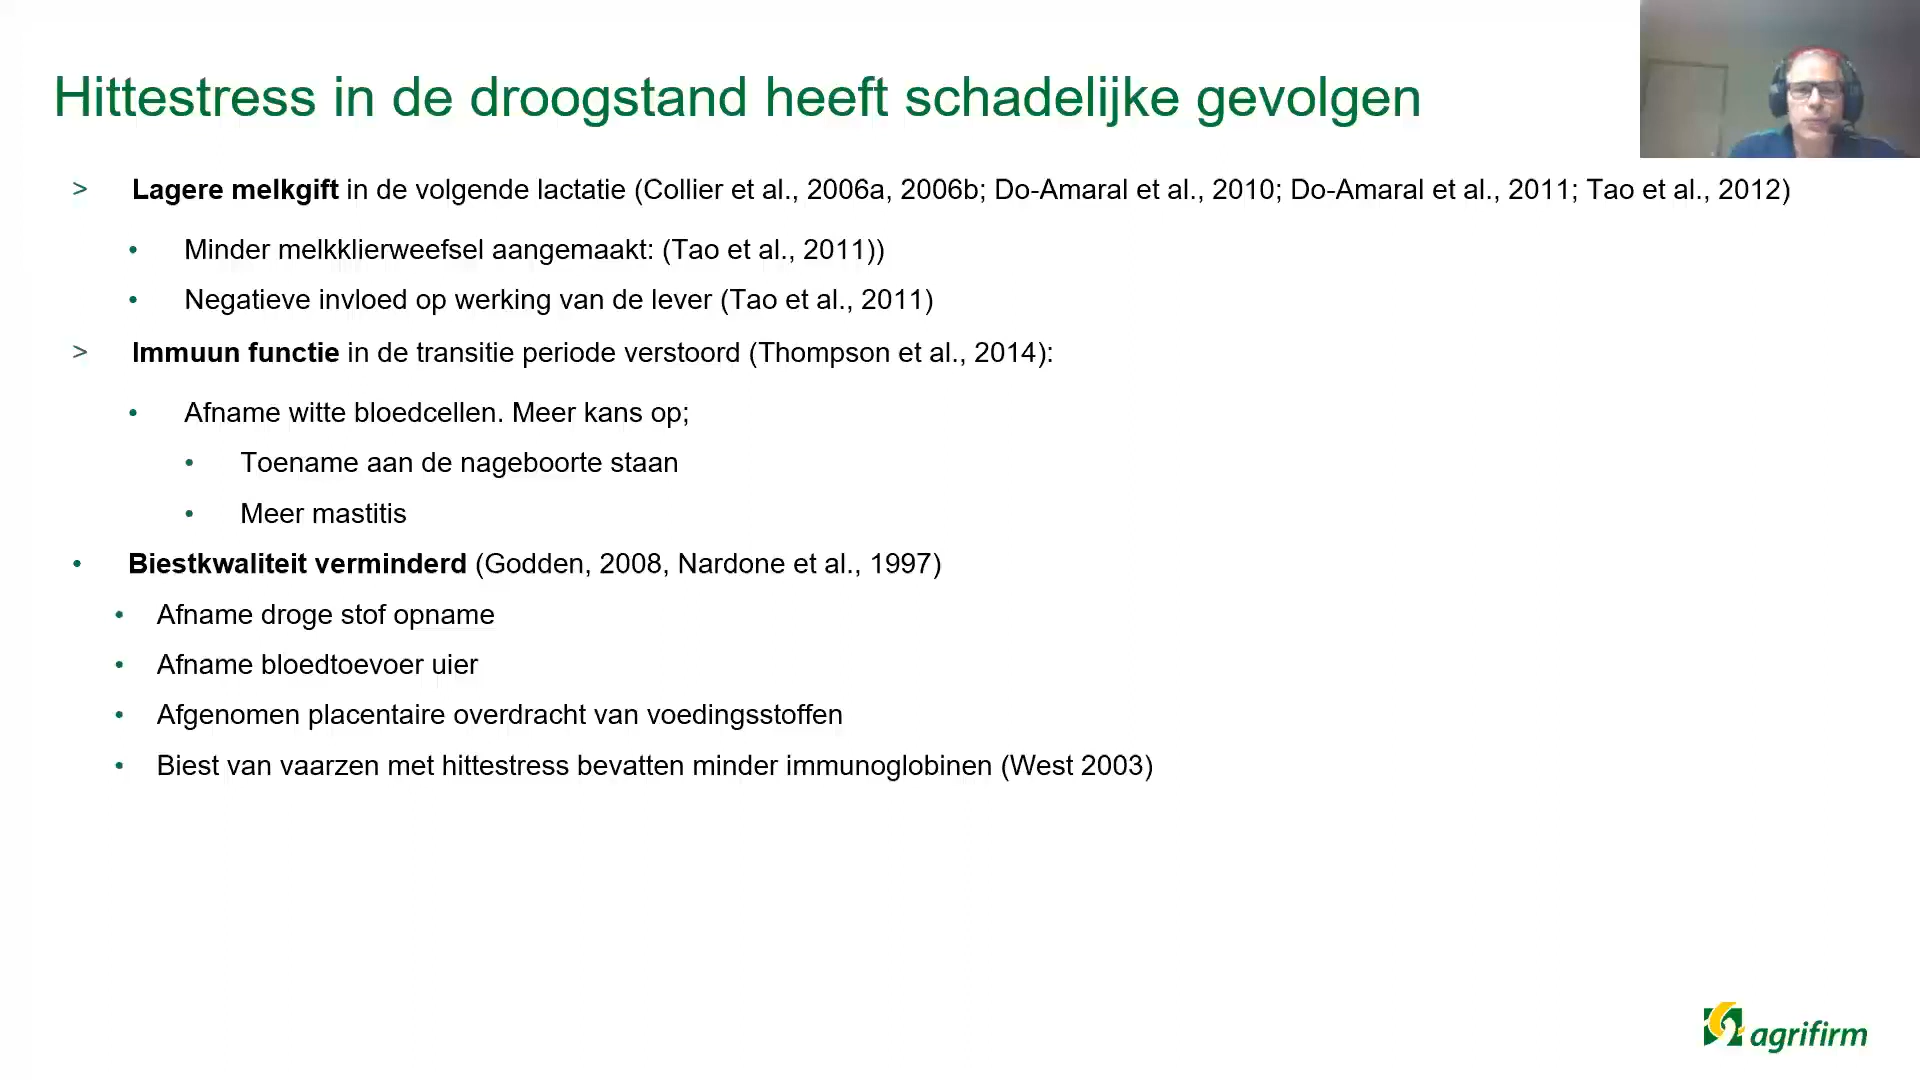 Hittestress in de droogstand heeft schadelijke gevolgen
> Lagere melkgift in de volgende lactatie (Collier et al., 2006a, 2006b; Do-Amaral et al., 2010; Do-Amaral et al., 2011; Tao et al., 2012)
• Minder melkklierweefsel aangemaakt: (Tao et al., 2011))
• Negatieve invloed op werking van de lever (Tao et al., 2011)
> Immuun functie in de transitie periode verstoord (Thompson et al., 2014):
• Afname witte bloedcellen. Meer kans op;
• Toename aan de nageboorte staan
• Meer mastitis
• Biestkwaliteit verminderd (Godden, 2008, Nardone et al., 1997)
• Afname droge stof opname
• Afname bloedtoevoer uier
• Afgenomen placentaire overdracht van voedingsstoffen
• Biest van vaarzen met hittestress bevatten minder immunoglobinen (West 2003)
agrifirm